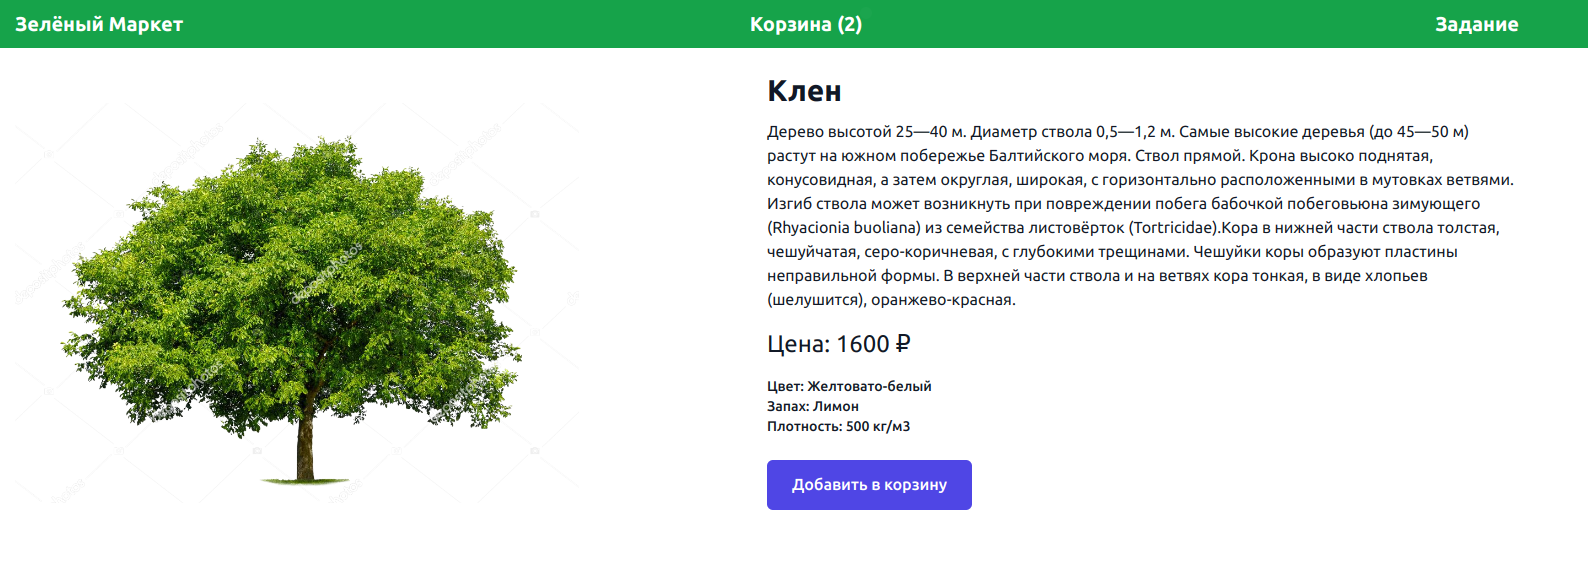 Зелёный Маркет
Корзина (2)
Задание
Клен
Дерево высотой 25—40 м. Диаметр ствола 0,5—1,2 м. Самые высокие деревья (до 45—50 м)
растут на южном побережье Балтийского моря. Ствол прямой. Крона высоко поднятая,
конусовидная, а затем округлая, широкая, с горизонтально расположенными в мутовках ветвями.
Изгиб ствола может возникнуть при повреждении побега бабочкой побеговьюна зимующего
(Rhyacionia buoliana) из семейства листовёрток (Tortricidae).Кора в нижней части ствола толстая,
чешуйчатая, серо-коричневая, с глубокими трещинами. Чешуйки коры образуют пластины
неправильной формы. В верхней части ствола и на ветвях кора тонкая, в виде хлопьев
(шелушится), оранжево-красная.
Цена: 1600 ₽
Цвет: Желтовато-белый
Запах: Лимон
Плотность: 500 кг/м3
Добавить в корзину
depositphotos
depositphotos
depositphotos